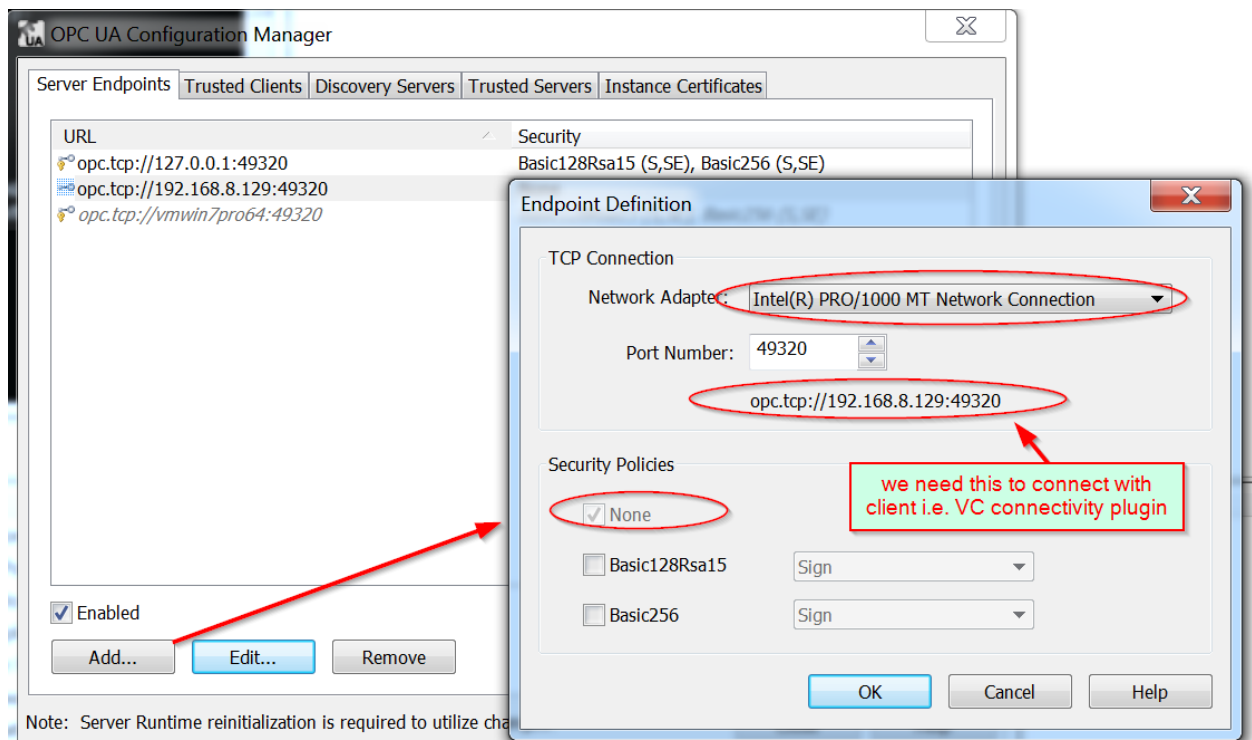 OPC UA Configuration Manager
Server Endpoints Trusted Clients Discovery Servers Trusted Servers Instance Certificates
URL Security
opc.tcp://127.0.0.1:49320 Basic128Rsa15 (S,SE), Basic256 (S,SE)
opc.tcp://192.168.8.129:49320
opc.tcp://vmwin7pro64:49320
Enabled
Add... Edit... Remove
Note: Server Runtime reinitialization is required to utilize cha
Endpoint Definition
TCP Connection
Network Adapter: Intel(R) PRO/1000 MT Network Connection
Port Number: 49320
opc.tcp://192.168.8.129:49320
we need this to connect with
client i.e. VC connectivity plugin
Security Policies
None
Basic128Rsa15 Sign
Basic256 Sign
OK Cancel Help